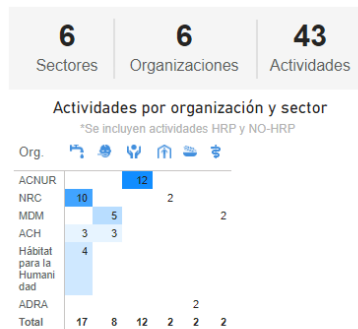 6 6 43
Sectores Organizaciones Actividades
Actividades por organización y sector
*Se incluyen actividades HRP y NO-HRP
Org.
ACNUR 12
NRC 10 2
MDM 5 2
ACH 3 3
Hábitat 4
para la
Humani
dad
ADRA 2
Total 17 8 12 2 2 2